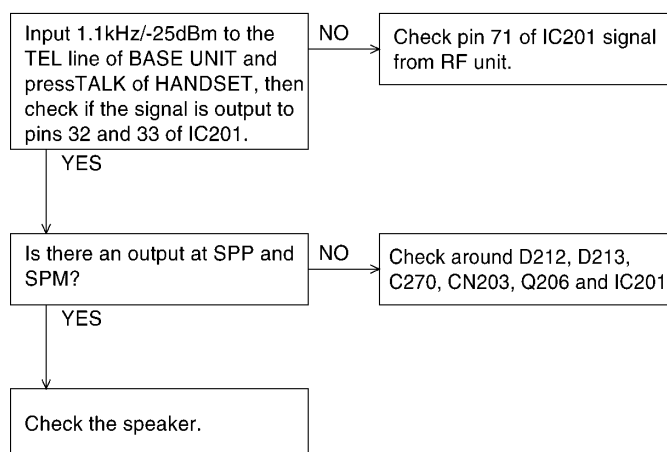 Input 1.1kHz/-25dBm to the
TEL line of BASE UNIT and
pressTALK of HANDSET, then
check if the signal is output to
pins 32 and 33 of IC201.
NO
Check pin 71 of IC201 signal
from RF unit.
YES
Is there an output at SPP and
SPM?
NO
Check around D212, D213,
C270, CN203, Q206 and IC201
YES
Check the speaker.